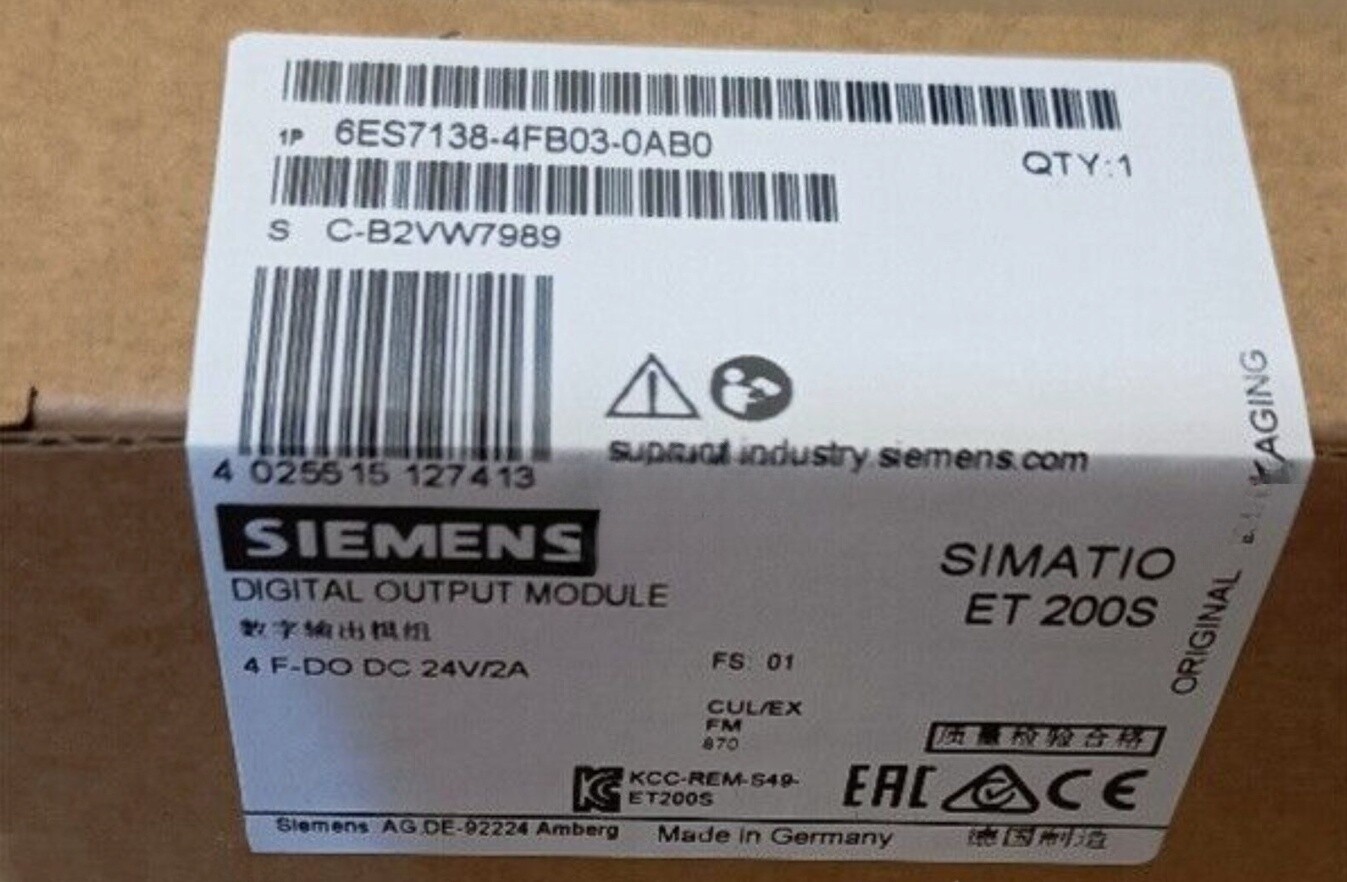 1P 6ES7138-4FB03-0AB0
QTY:1
S C-B2VW7989
4 025515 127413
industry siemens.com
SIEMENS
DIGITAL OUTPUT MODULE
数字输出模组
4 F-DO DC 24V/2A
SIMATIO
ET 200S
FS: 01
CUL/EX
FM
870
ORIGINAL
质量检验合格
KCC-REM-S49-
ET200S
EAC CE
Siemens AG,DE-92224 Amberg Made in Germany 德国制造